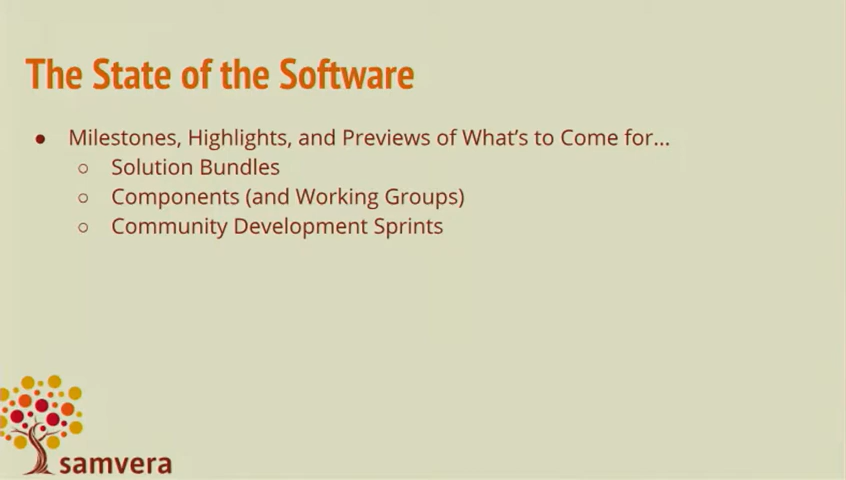 The State of the Software
● Milestones, Highlights, and Previews of What's to Come for...
○ Solution Bundles
○ Components (and Working Groups)
○ Community Development Sprints
samvera